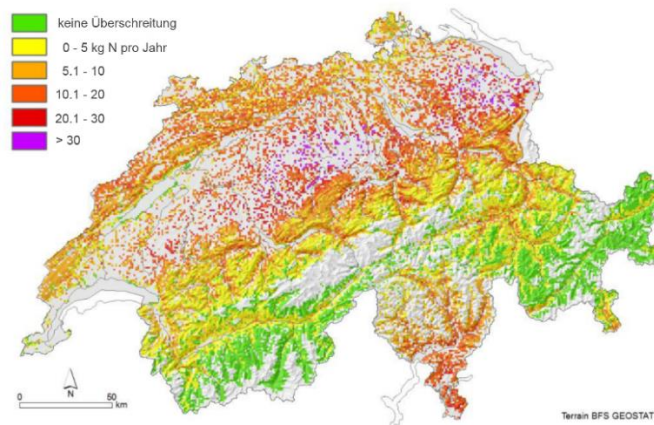 keine Überschreitung
0 - 5 kg N pro Jahr
5.1 - 10
10.1 - 20
20.1 - 30
> 30
N
0 50
km
Terrain BFS GEOSTAT